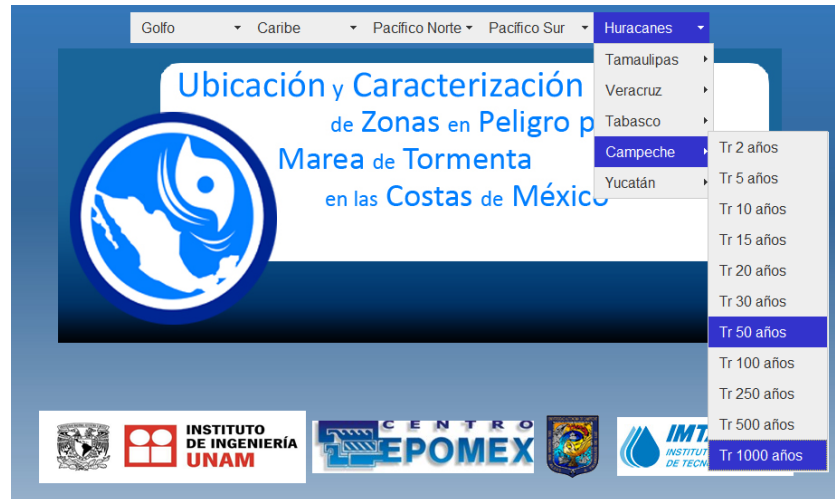 Golfo
Caribe
Pacífico Norte
Pacífico Sur
Huracanes
Tamaulipas
Veracruz
Tabasco
Campeche
Yucatán
Tr 2 años
Tr 5 años
Tr 10 años
Tr 15 años
Tr 20 años
Tr 30 años
Tr 50 años
Tr 100 años
Tr 250 años
Tr 500 años
Tr 1000 años
Ubicación y Caracterización
de Zonas en Peligro p
Marea de Tormenta
en las Costas de México
INSTITUTO
DE INGENIERÍA
UNAM
CENTRO
EPOMEX